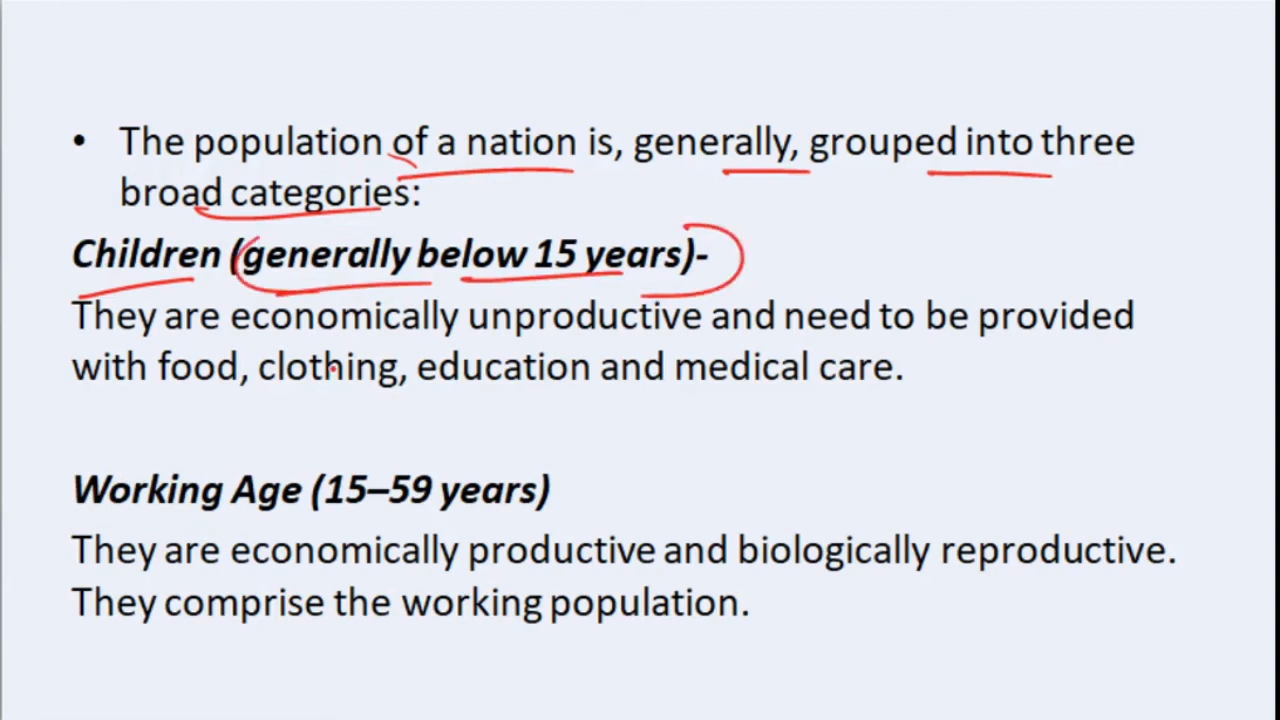 • The population of a nation is, generally, grouped into three
broad categories:
Children (generally below 15 years)-
They are economically unproductive and need to be provided
with food, clothing, education and medical care.
Working Age (15–59 years)
They are economically productive and biologically reproductive.
They comprise the working population.